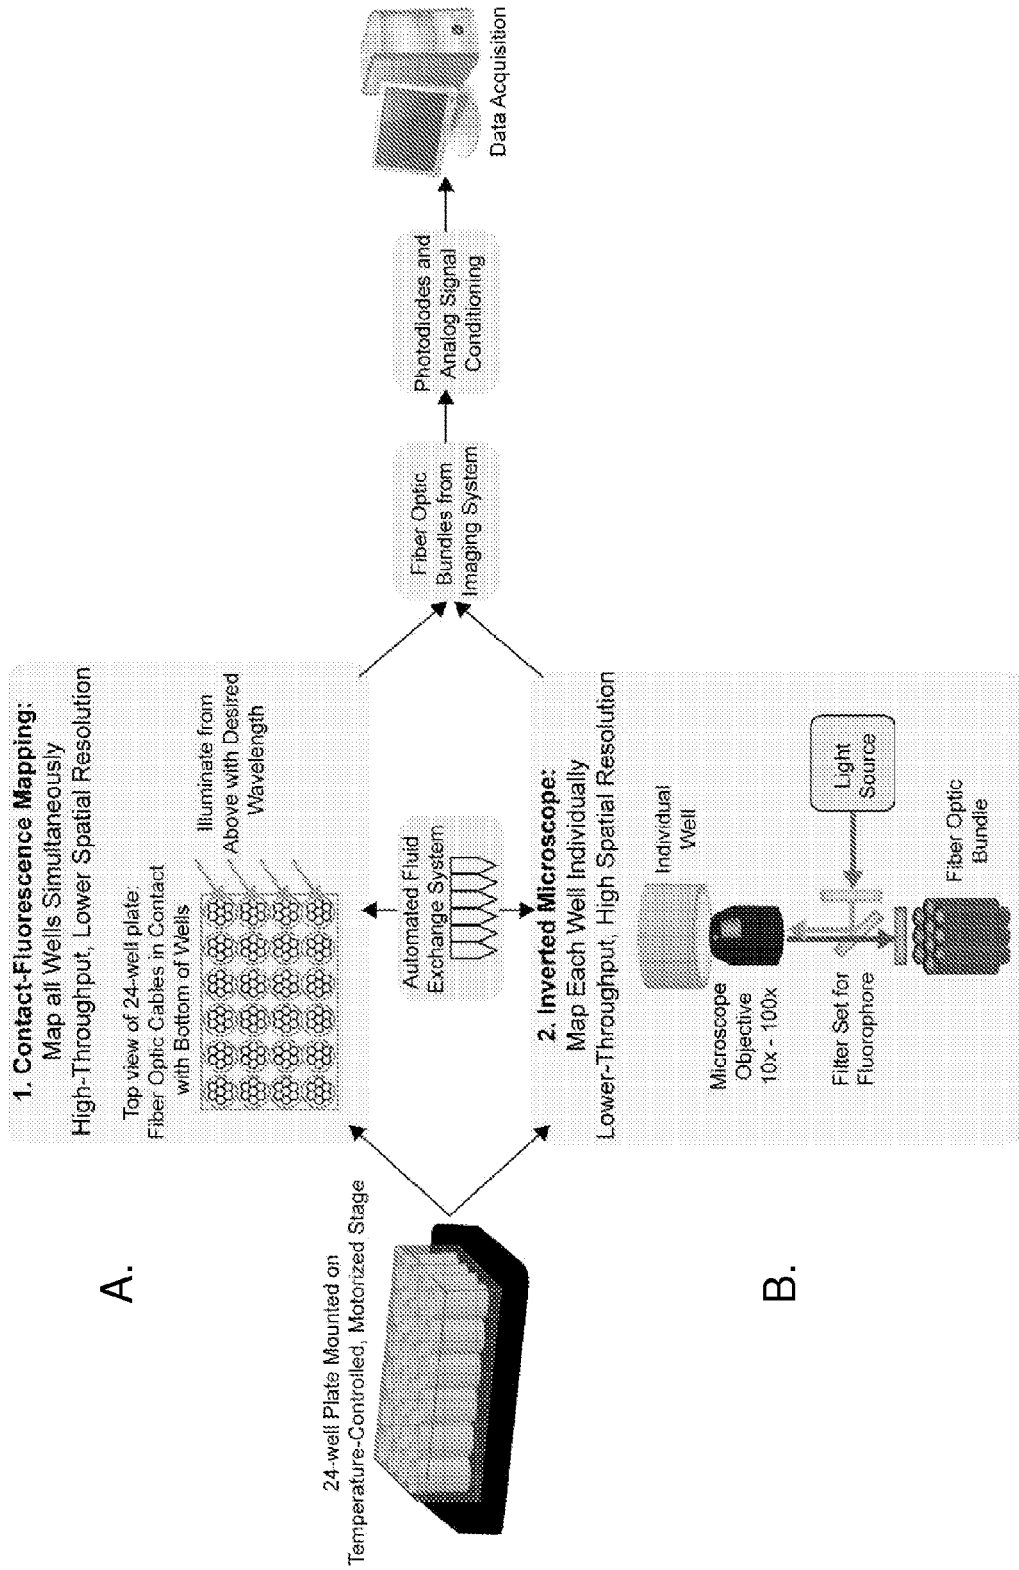 A.
24-well Plate Mounted on
Temperature-Controlled, Motorized Stage
1. Contact-Fluorescence Mapping:
Map all Wells Simultaneously
High-Throughput, Lower Spatial Resolution
Top view of 24-well plate:
Fiber Optic Cables in Contact
with Bottom of Wells
Illuminate from
Above with Desired
Wavelength
Automated Fluid
Exchange System
B.
2. Inverted Microscope:
Map Each Well Individually
Lower-Throughput, High Spatial Resolution
Individual
Well
Microscope
Objective
10x - 100x
Filter Set for
Fluorophore
Light
Source
Fiber Optic
Bundle
Fiber Optic
Bundles from
Imaging System
Photodiodes and
Analog Signal
Conditioning
Data Acquisition